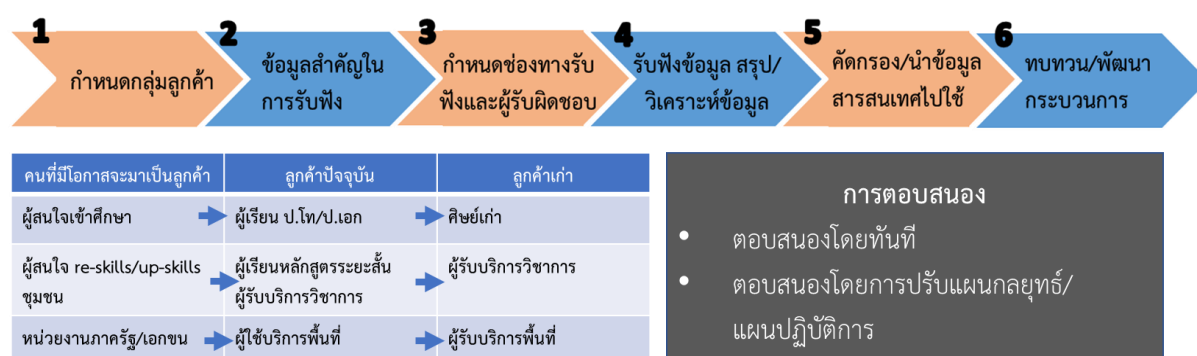 1
กำหนดกลุ่มลูกค้า
2
ข้อมูลสำคัญใน
การรับฟัง
3
กำหนดช่องทางรับ
ฟังและผู้รับผิดชอบ
4
รับฟังข้อมูล สรุป/
วิเคราะห์ข้อมูล
5
คัดกรอง/นำข้อมูล
สารสนเทศไปใช้
6
ทบทวน/พัฒนา
กระบวนการ
คนที่มีโอกาสจะมาเป็นลูกค้า ลูกค้าปัจจุบัน ลูกค้าเก่า
ผู้สนใจเข้าศึกษา ผู้เรียน ป.โท/ป.เอก ศิษย์เก่า
ผู้สนใจ re-skills/up-skills ผู้เรียนหลักสูตรระยะสั้น ผู้รับบริการวิชาการ
ชุมชน ผู้รับบริการวิชาการ
หน่วยงานภาครัฐ/เอกชน ผู้ใช้บริการพื้นที่ ผู้รับบริการพื้นที่
การตอบสนอง
• ตอบสนองโดยทันที
• ตอบสนองโดยการปรับแผนกลยุทธ์/
แผนปฏิบัติการ